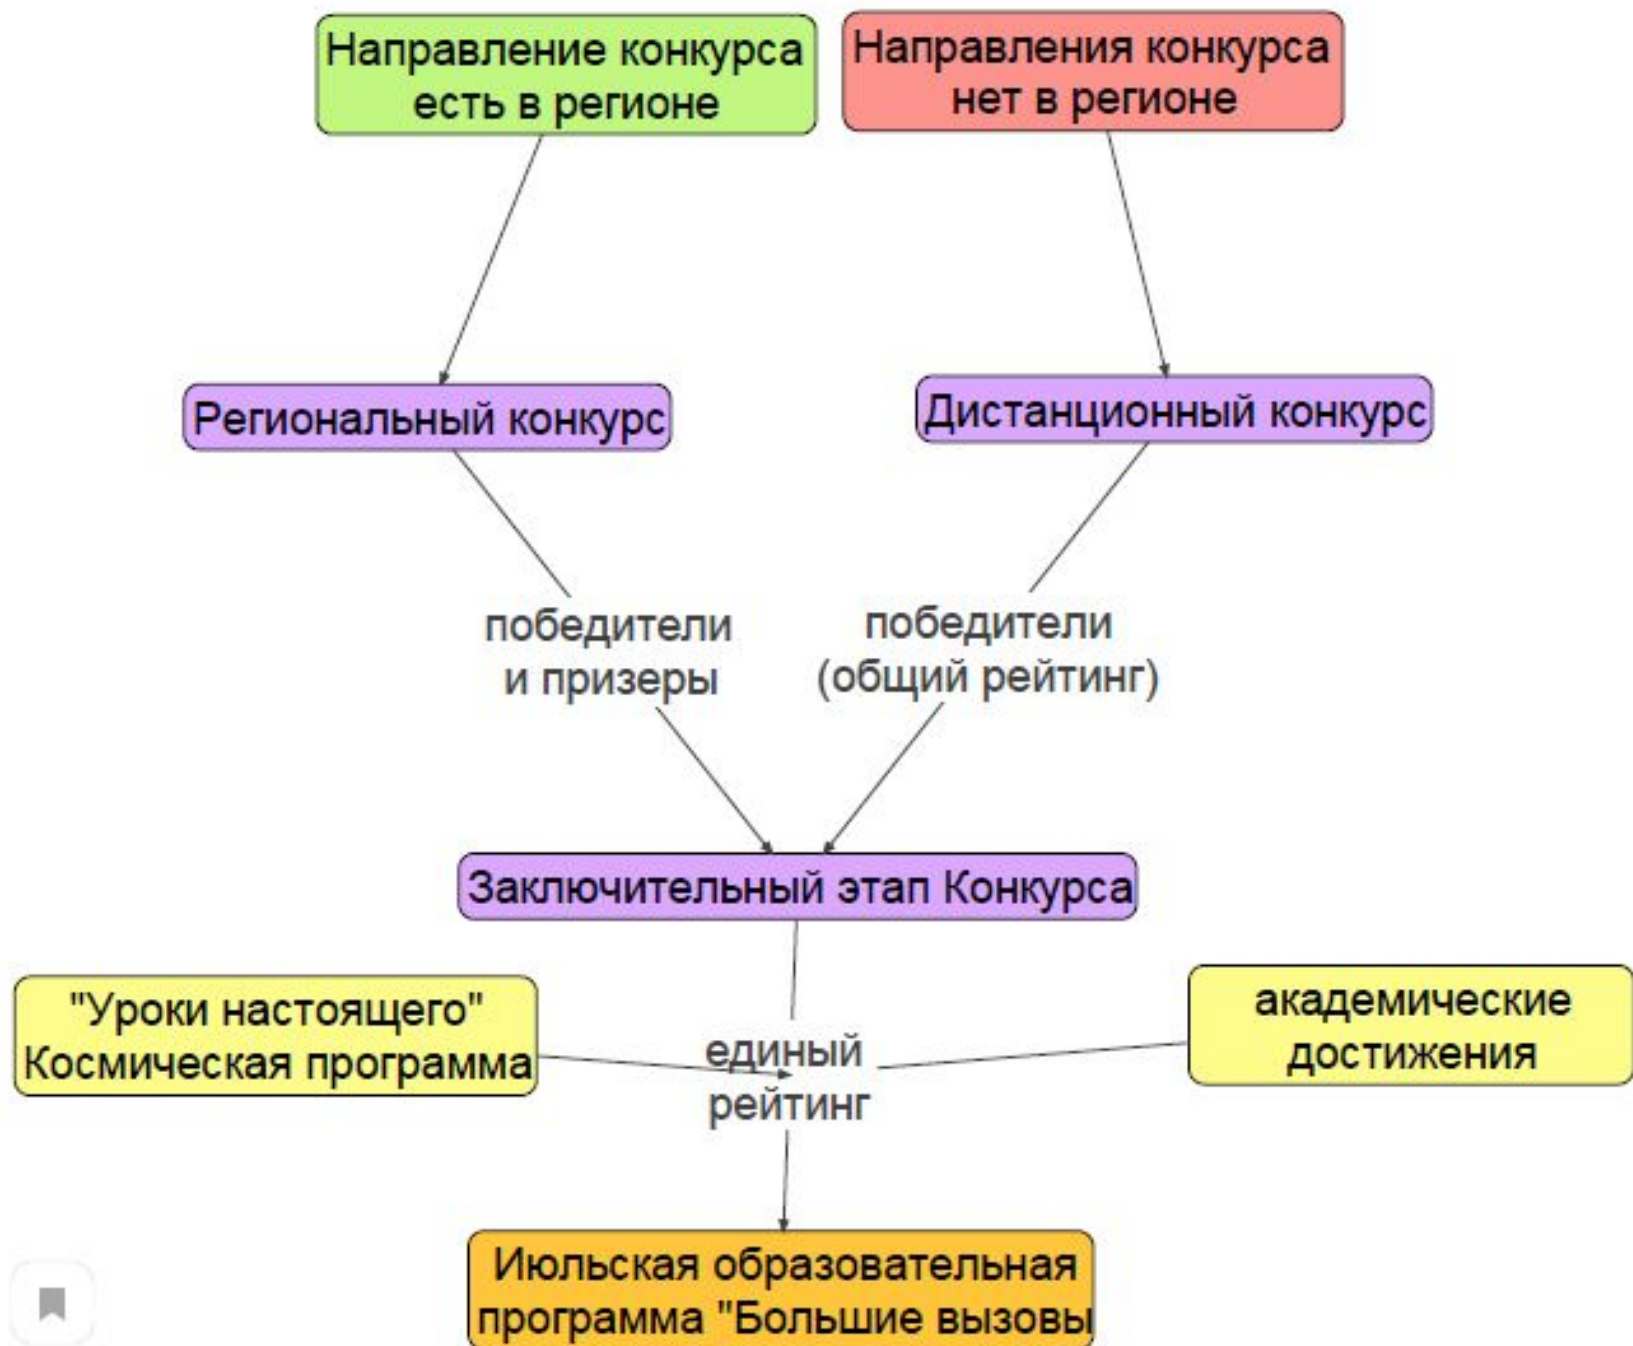 Направление конкурса
есть в регионе
Направления конкурса
нет в регионе
Региональный конкурс
Дистанционный конкурс
победители
и призеры
победители
(общий рейтинг)
Заключительный этап Конкурса
"Уроки настоящего"
Космическая программа
единый
рейтинг
академические
достижения
Июльская образовательная
программа "Большие вызовы